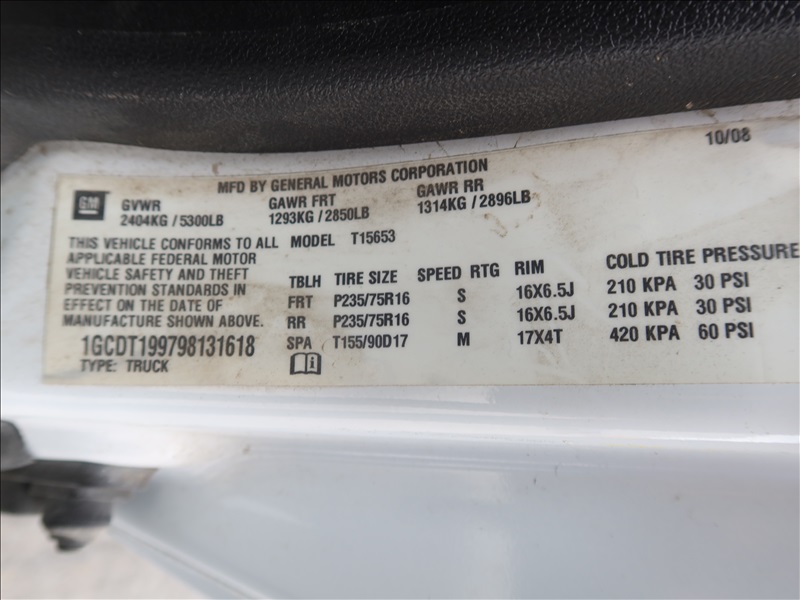 10/08
MFD BY GENERAL MOTORS CORPORATION
GM
GVWR GAWR FRT GAWR RR
2404KG / 5300LB 1293KG / 2850LB 1314KG / 2896LB
THIS VEHICLE CONFORMS TO ALL MODEL T15653
APPLICABLE FEDERAL MOTOR
VEHICLE SAFETY AND THEFT
PREVENTION STANDARDS IN
EFFECT ON THE DATE OF
MANUFACTURE SHOWN ABOVE.
1GCDT199798131618
TYPE: TRUCK
TBLH TIRE SIZE SPEED RTG RIM COLD TIRE PRESSURE
FRT P235/75R16 S 16X6.5J 210 KPA 30 PSI
RR P235/75R16 S 16X6.5J 210 KPA 30 PSI
SPA T155/90D17 M 17X4T 420 KPA 60 PSI